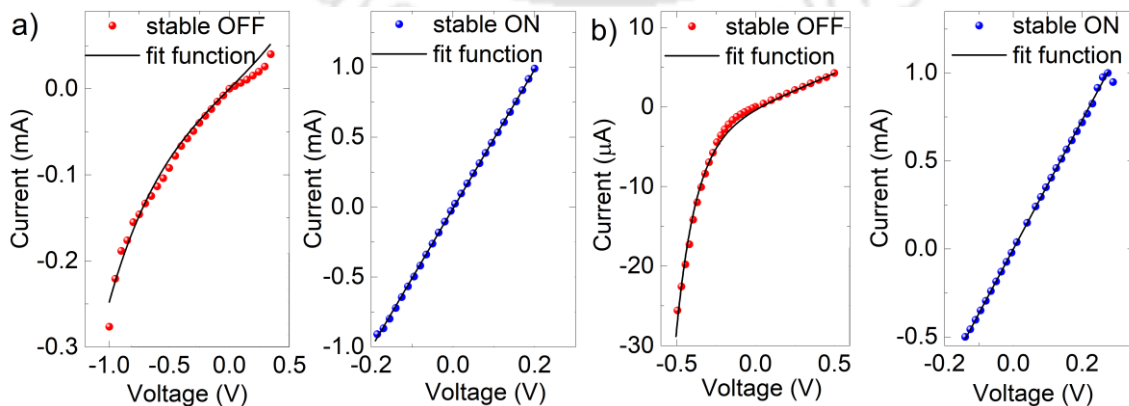 a)
stable OFF
fit function
Current (mA)
0.0
-0.1
-0.2
-0.3
-1.0
-0.5
0.0
0.5
Voltage (V)
stable ON
fit function
Current (mA)
1.0
0.5
0.0
-0.5
-1.0
-0.2
0.0
0.2
Voltage (V)
b)
stable OFF
fit function
Current (μA)
10
0
-10
-20
-30
-0.5
0.0
0.5
Voltage (V)
stable ON
fit function
Current (mA)
1.0
0.5
0.0
-0.5
-0.2
0.0
0.2
0.4
Voltage (V)